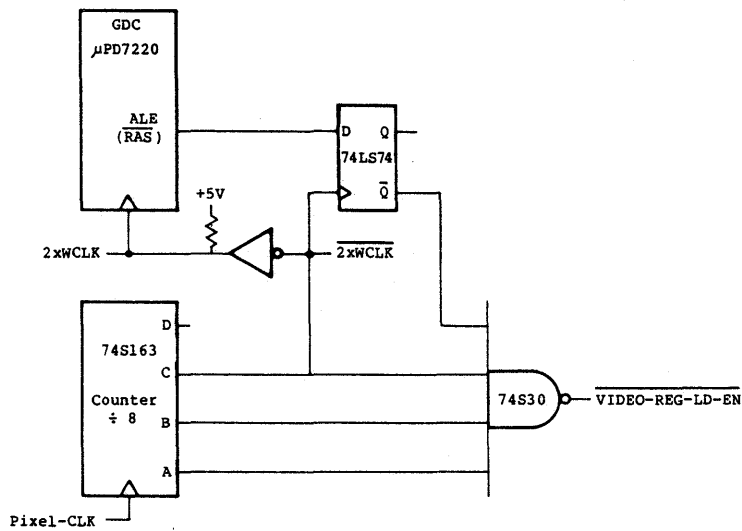 GDC
μPD7220
ALE
(RAS)
D Q
74LS74
Q
+5V
2xWCLK
2xWCLK
D
74S163
C
Counter
÷ 8
B
A
74S30
VIDEO-REG-LD-EN
Pixel-CLK